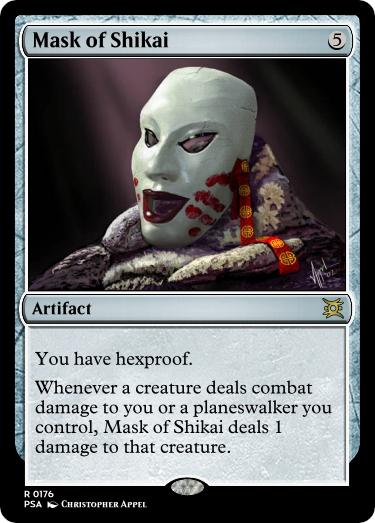 Mask of Shikai 5
Artifact
You have hexproof.
Whenever a creature deals combat
damage to you or a planeswalker you
control, Mask of Shikai deals 1
damage to that creature.
R 0176
PSA Christopher Appel